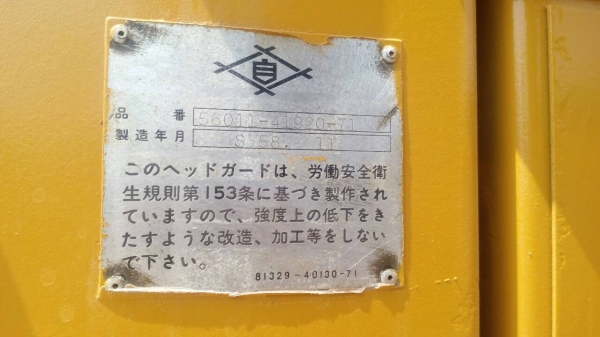 自
品番 56011-41920-71
製造年月 S 58. 11
このヘッドガードは、労働安全衛
生規則第153条に基づき製作され
ていますので、強度上の低下をき
たすような改造、加工等をしない
で下さい。
81329-40130-71